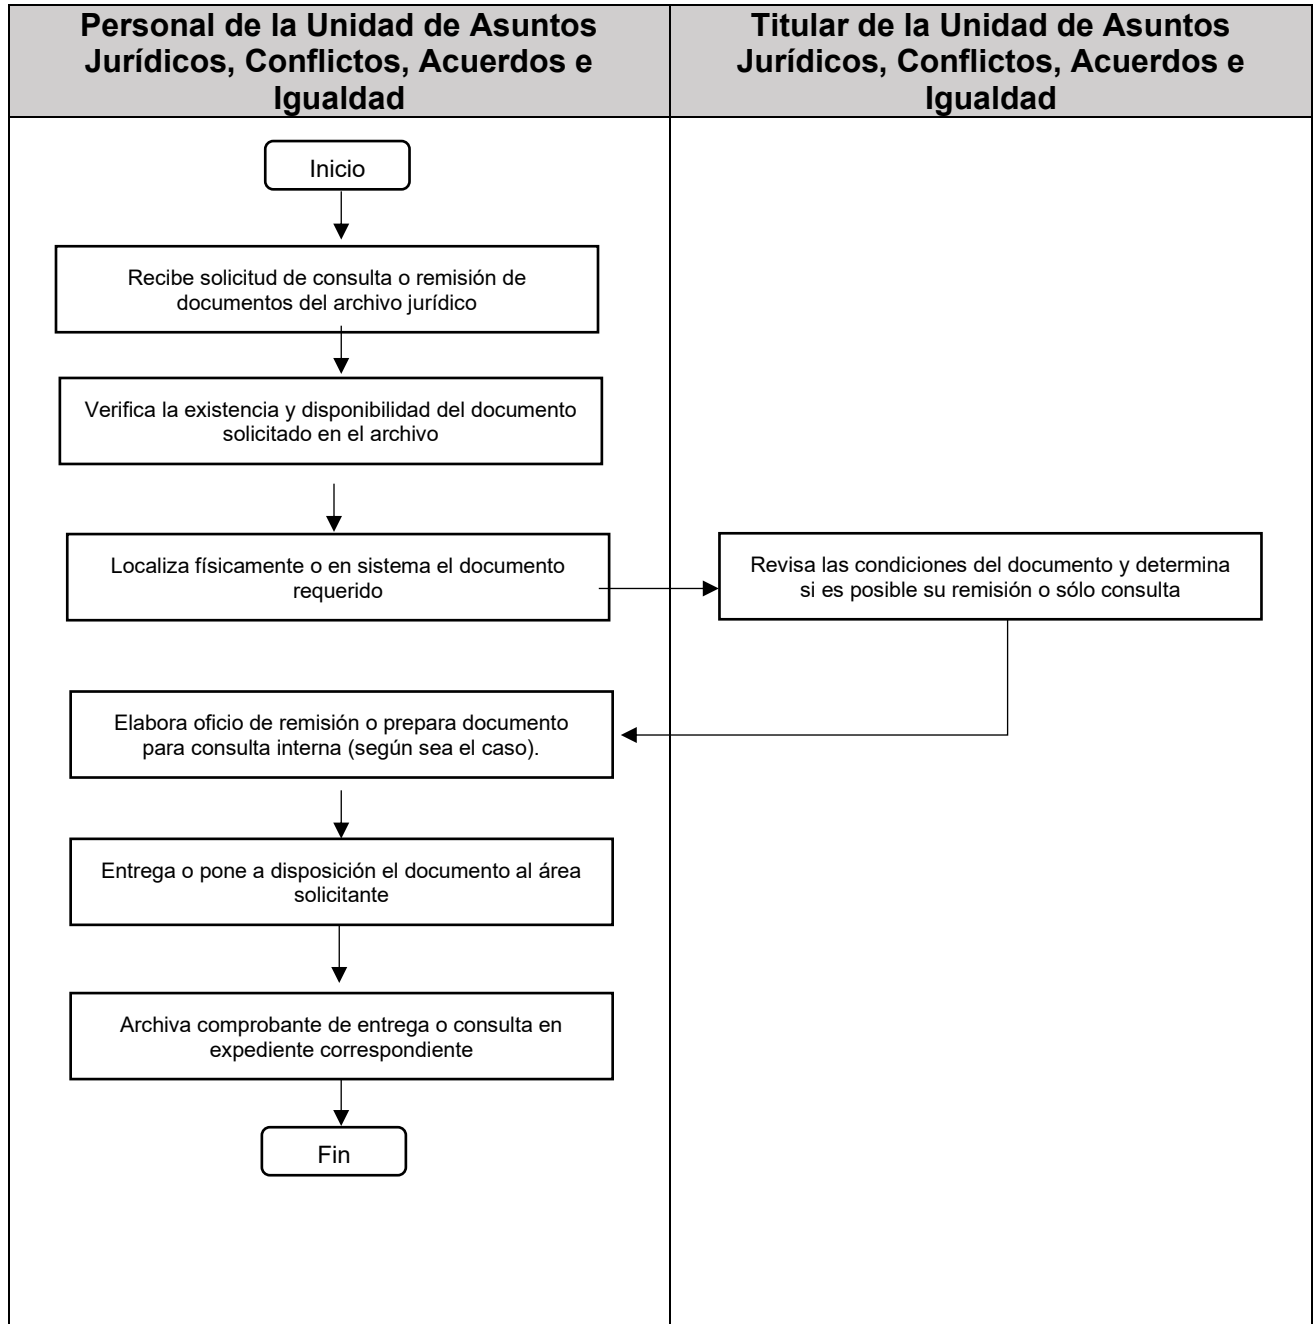 Personal de la Unidad de Asuntos
Jurídicos, Conflictos, Acuerdos e
Igualdad
Titular de la Unidad de Asuntos
Jurídicos, Conflictos, Acuerdos e
Igualdad
Inicio
Recibe solicitud de consulta o remisión de
documentos del archivo jurídico
Verifica la existencia y disponibilidad del documento
solicitado en el archivo
Localiza físicamente o en sistema el documento
requerido
Revisa las condiciones del documento y determina
si es posible su remisión o sólo consulta
Elabora oficio de remisión o prepara documento
para consulta interna (según sea el caso).
Entrega o pone a disposición el documento al área
solicitante
Archiva comprobante de entrega o consulta en
expediente correspondiente
Fin